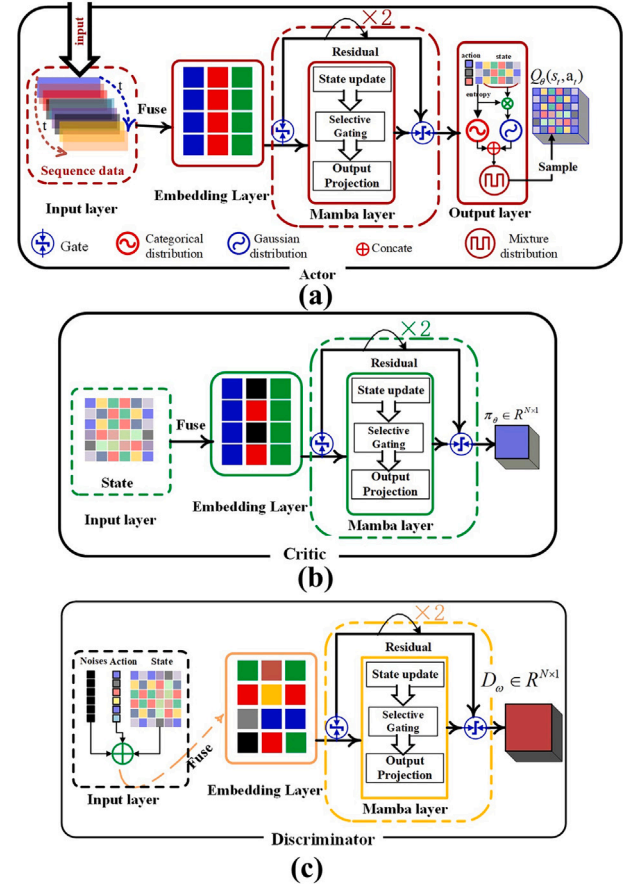 input
×2
Residual
State update
Selective
Gating
Output
Projection
Mamba layer
t
t
Sequence data
Input layer
Fuse
Embedding Layer
action
state
entropy
Output layer
Q_θ(s_t,a_t)
Sample
Gate
Categorical
distribution
Gaussian
distribution
Concate
Mixture
distribution
Actor
(a)
×2
Residual
State update
Selective
Gating
Output
Projection
Mamba layer
State
Input layer
Fuse
Embedding Layer
π_θ ∈ R^{N×1}
Critic
(b)
×2
Residual
State update
Selective
Gating
Output
Projection
Mamba layer
Noises Action State
Input layer
Fuse
Embedding Layer
D_ω ∈ R^{N×1}
Discriminator
(c)